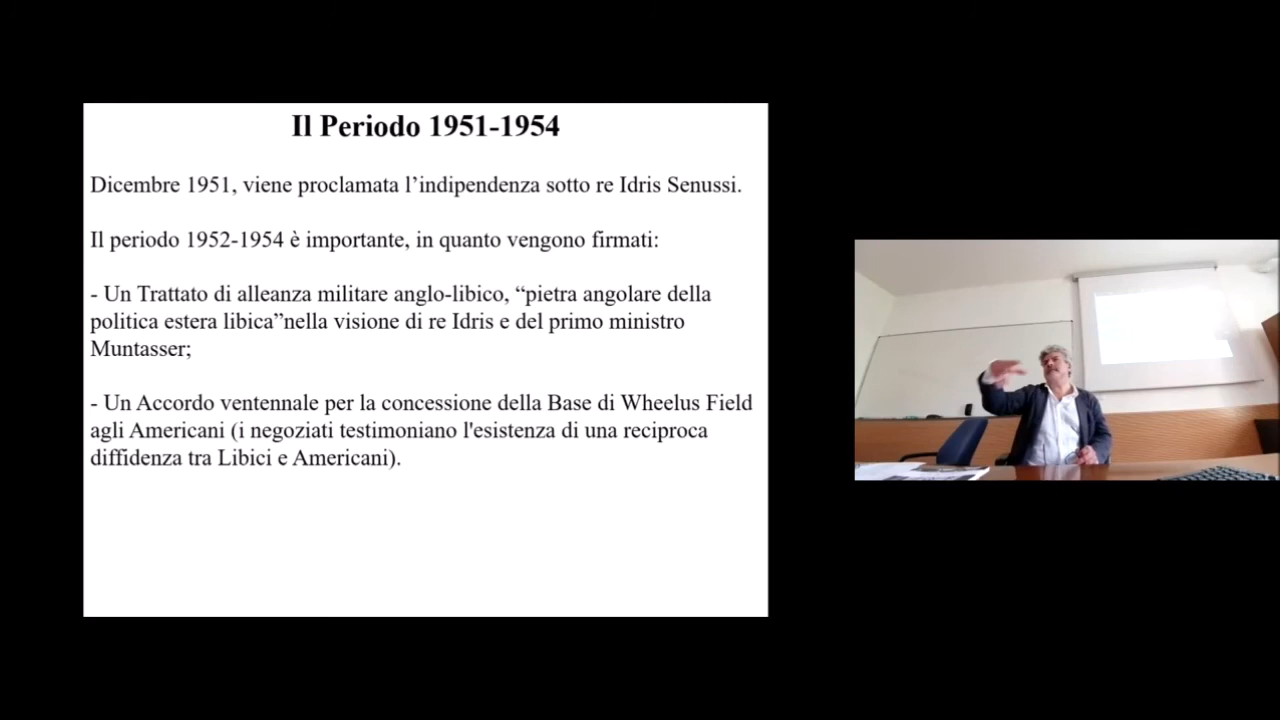 Il Periodo 1951-1954
Dicembre 1951, viene proclamata l’indipendenza sotto re Idris Senussi.
Il periodo 1952-1954 è importante, in quanto vengono firmati:
- Un Trattato di alleanza militare anglo-libico, “pietra angolare della
politica estera libica”nella visione di re Idris e del primo ministro
Muntasser;
- Un Accordo ventennale per la concessione della Base di Wheelus Field
agli Americani (i negoziati testimoniano l'esistenza di una reciproca
diffidenza tra Libici e Americani).